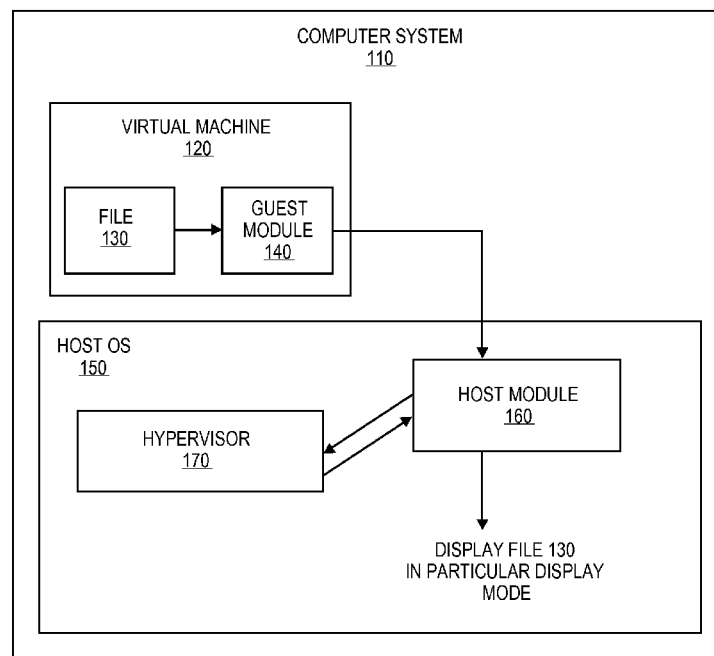 COMPUTER SYSTEM
110
VIRTUAL MACHINE
120
FILE
130
GUEST
MODULE
140
HOST OS
150
HOST MODULE
160
HYPERVISOR
170
DISPLAY FILE 130
IN PARTICULAR DISPLAY
MODE